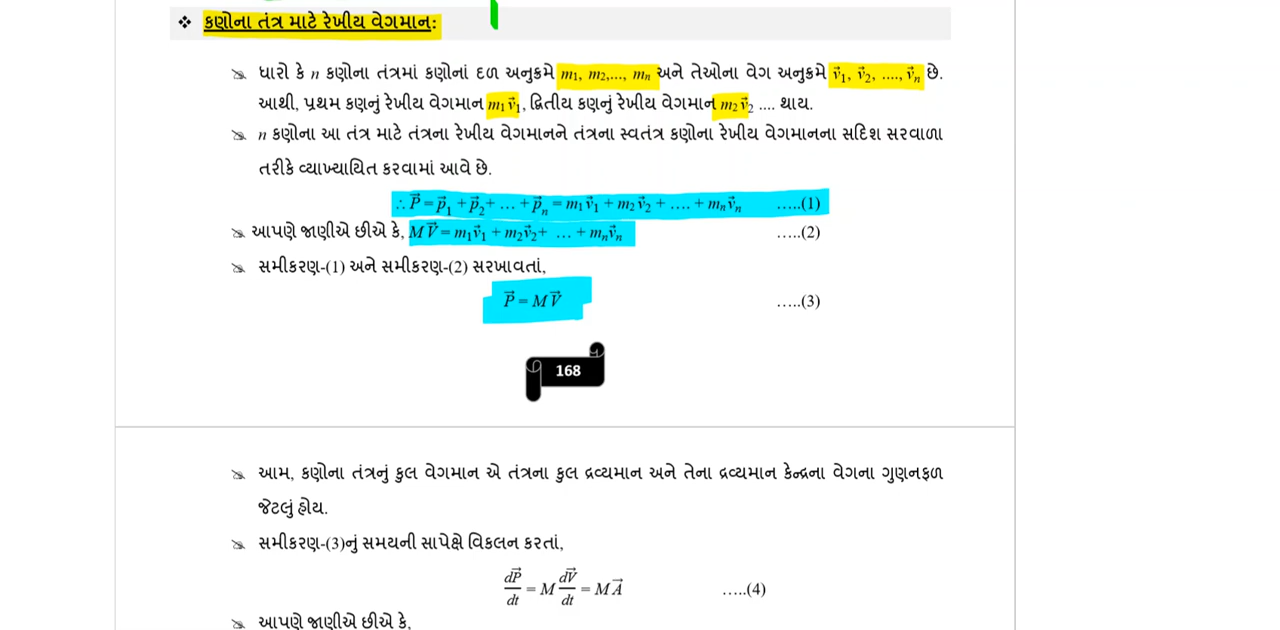 ❖ કણોના તંત્ર માટે રેખીય વેગમાન:
ધારો કે n કણોના તંત્રમાં કણોનાં દળ અનુક્રમે m₁, m₂,..., mₙ અને તેઓના વેગ અનુક્રમે v⃗₁, v⃗₂, ...., v⃗ₙ છે.
આથી, પ્રથમ કણનું રેખીય વેગમાન m₁v⃗₁, દ્વિતીય કણનું રેખીય વેગમાન m₂v⃗₂ .... થાય.
n કણોના આ તંત્ર માટે તંત્રના રેખીય વેગમાનને તંત્રના સ્વતંત્ર કણોના રેખીય વેગમાનના સદિશ સરવાળા
તરીકે વ્યાખ્યાયિત કરવામાં આવે છે.
∴ P⃗ = p⃗₁ + p⃗₂ + ... + p⃗ₙ = m₁v⃗₁ + m₂v⃗₂ + .... + mₙv⃗ₙ .....(1)
આપણે જાણીએ છીએ કે, MV⃗ = m₁v⃗₁ + m₂v⃗₂ + ... + mₙv⃗ₙ .....(2)
સમીકરણ-(1) અને સમીકરણ-(2) સરખાવતાં,
P⃗ = MV⃗ .....(3)
168
આમ, કણોના તંત્રનું કુલ વેગમાન એ તંત્રના કુલ દ્રવ્યમાન અને તેના દ્રવ્યમાન કેન્દ્રના વેગના ગુણનફળ
જેટલું હોય.
સમીકરણ-(3)નું સમયની સાપેક્ષે વિકલન કરતાં,
dP⃗/dt = M dV⃗/dt = MA⃗ .....(4)
આપણે જાણીએ છીએ કે,